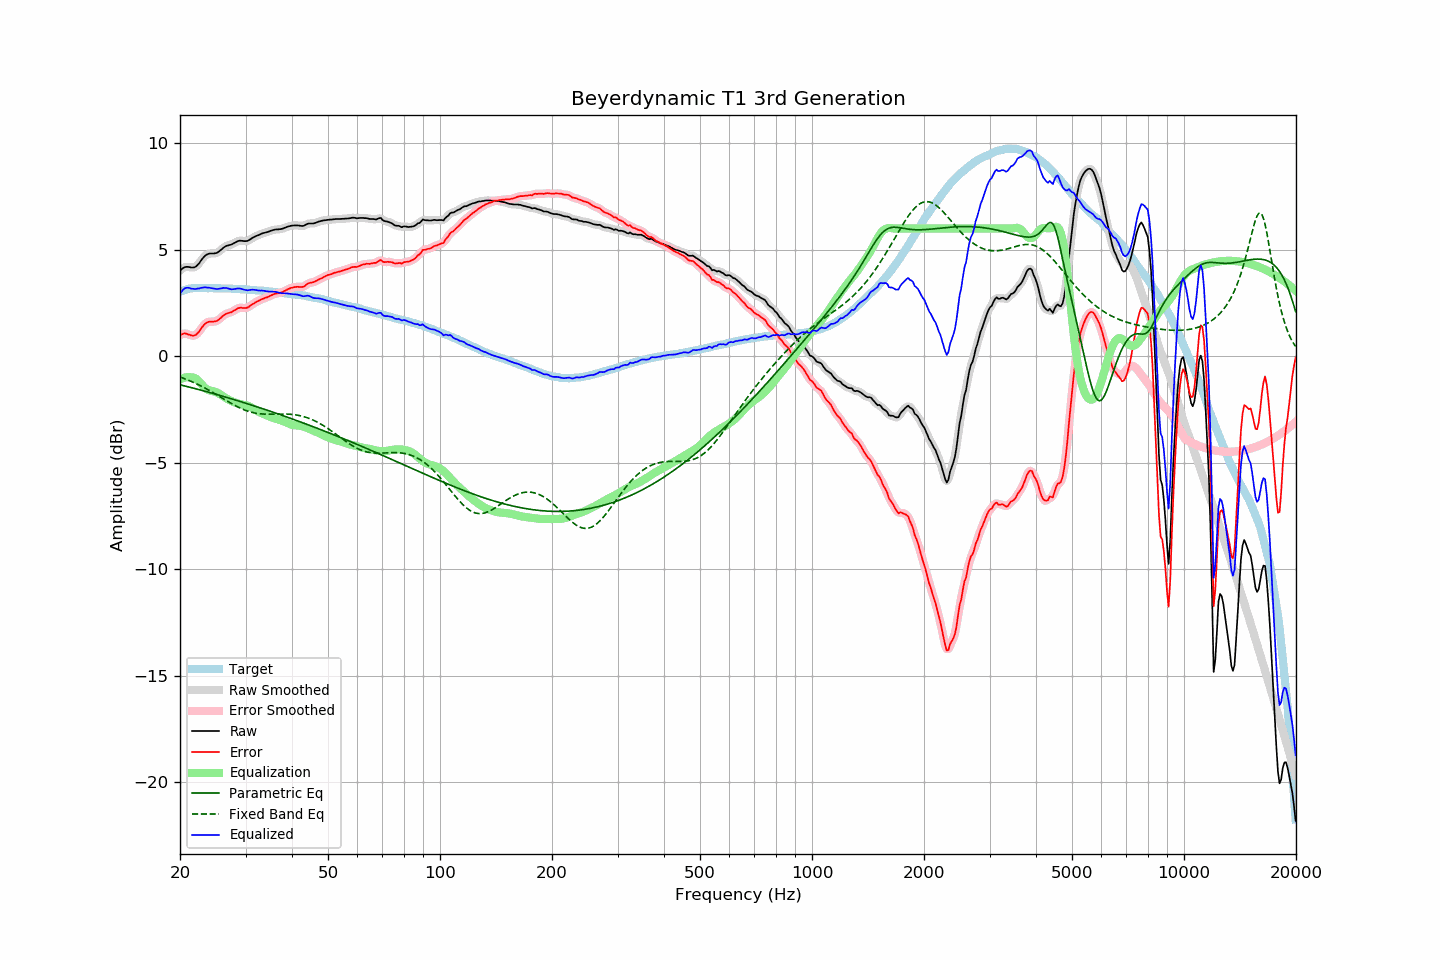 Beyerdynamic T1 3rd Generation
Amplitude (dBr)
10
5
0
−5
−10
−15
−20
Target
Raw Smoothed
Error Smoothed
Raw
Error
Equalization
Parametric Eq
Fixed Band Eq
Equalized
20 50 100 200 500 1000 2000 5000 10000 20000
Frequency (Hz)